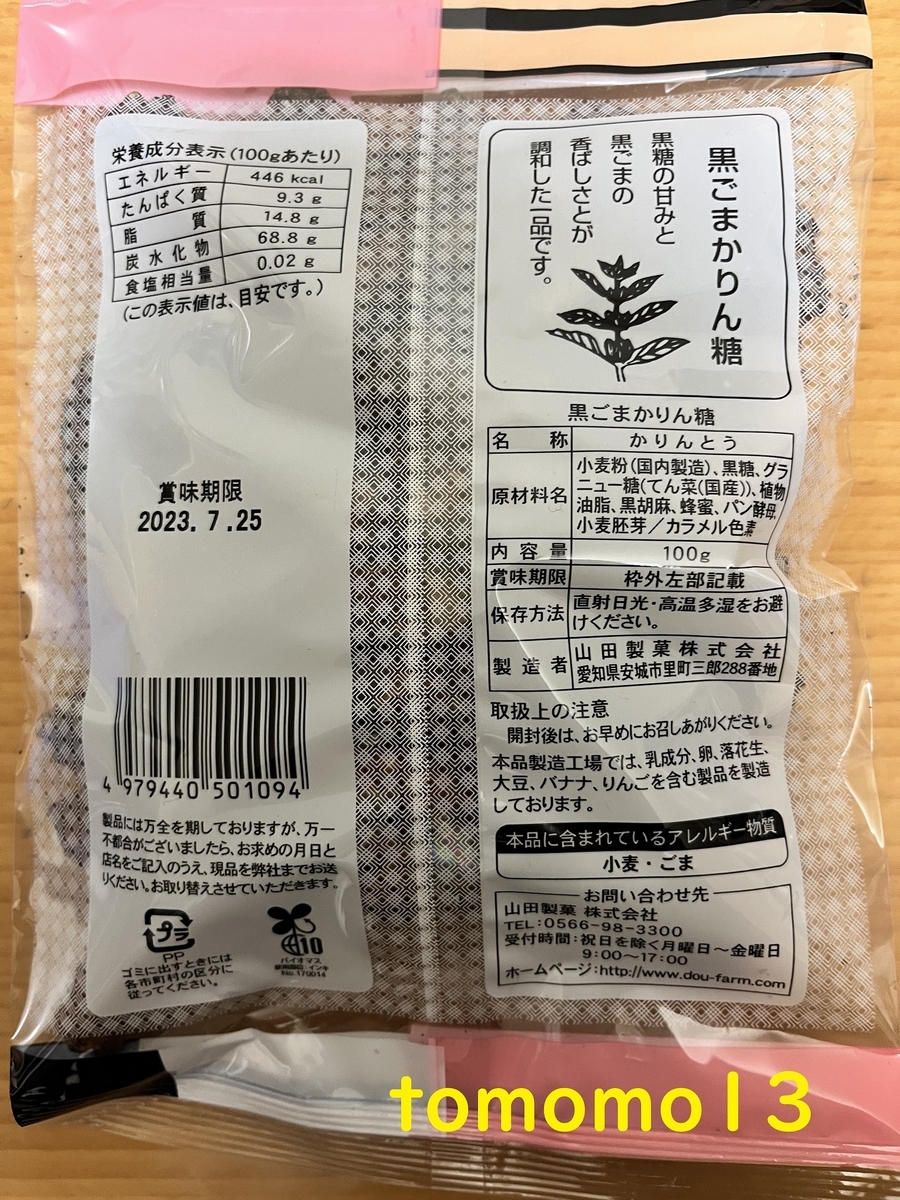 栄養成分表示(100gあたり)
エネルギー 446 kcal
たんぱく質 9.3 g
脂質 14.8 g
炭水化物 68.8 g
食塩相当量 0.02 g
(この表示値は、目安です。)
賞味期限
2023. 7.25
4 979440 501094
製品には万全を期しておりますが、万一
不都合がございましたら、お求めの月日と
店名をご記入のうえ、現品を弊社までお送
りください。お取り替えさせていただきます。
プラ
PP
ゴミに出すときには
各市町村の区分に
従ってください。
10
バイオマス
No.170014
黒ごまかりん糖
黒糖の甘みと
黒ごまの
香ばしさとが
調和した一品です。
黒ごまかりん糖
名称 かりんとう
原材料名 小麦粉(国内製造)、黒糖、グラ
ニュー糖(てん菜(国産))、植物
油脂、黒胡麻、蜂蜜、パン酵母、
小麦胚芽/カラメル色素
内容量 100g
賞味期限 枠外左部記載
保存方法 直射日光・高温多湿をお避
けください。
製造者 山田製菓株式会社
愛知県安城市里町三郎288番地
取扱上の注意
開封後は、お早めにお召しあがりください。
本品製造工場では、乳成分、卵、落花生、
大豆、バナナ、りんごを含む製品を製造
しております。
本品に含まれているアレルギー物質
小麦・ごま
お問い合わせ先
山田製菓 株式会社
TEL:0566-98-3300
受付時間:祝日を除く月曜日〜金曜日
9:00〜17:00
ホームページ:http://www.dou-farm.com
tomomo13